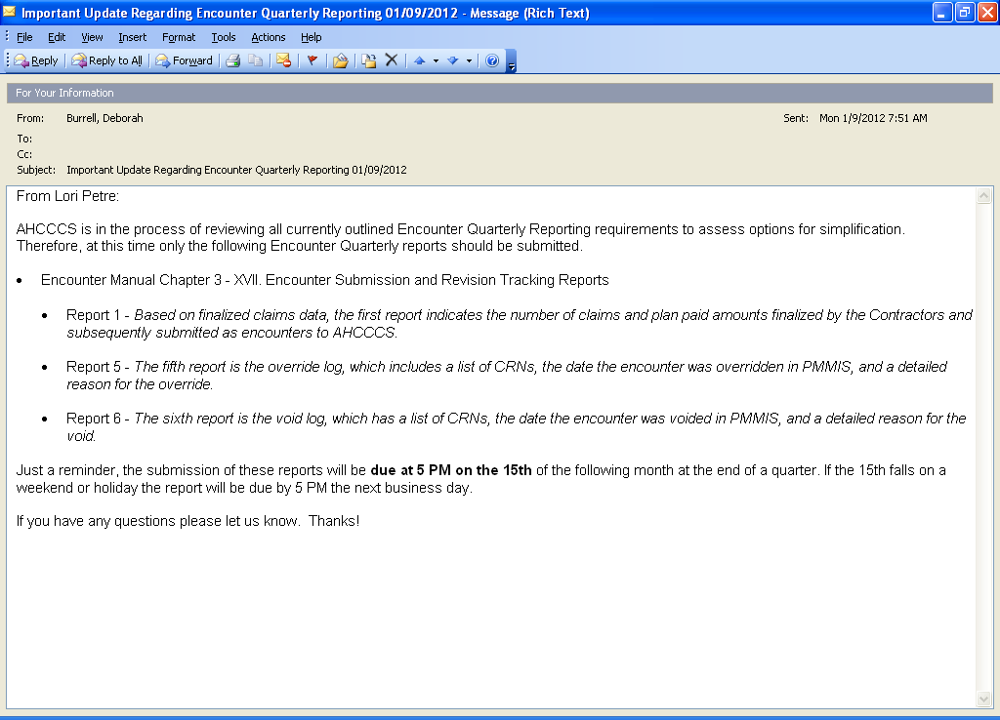 Important Update Regarding Encounter Quarterly Reporting 01/09/2012 - Message (Rich Text)
File Edit View Insert Format Tools Actions Help
Reply Reply to All Forward
For Your Information
From: Burrell, Deborah Sent: Mon 1/9/2012 7:51 AM
To:
Cc:
Subject: Important Update Regarding Encounter Quarterly Reporting 01/09/2012
From Lori Petre:
AHCCCS is in the process of reviewing all currently outlined Encounter Quarterly Reporting requirements to assess options for simplification.
Therefore, at this time only the following Encounter Quarterly reports should be submitted.
• Encounter Manual Chapter 3 - XVII. Encounter Submission and Revision Tracking Reports
• Report 1 - Based on finalized claims data, the first report indicates the number of claims and plan paid amounts finalized by the Contractors and
subsequently submitted as encounters to AHCCCS.
• Report 5 - The fifth report is the override log, which includes a list of CRNs, the date the encounter was overridden in PMMIS, and a detailed
reason for the override.
• Report 6 - The sixth report is the void log, which has a list of CRNs, the date the encounter was voided in PMMIS, and a detailed reason for the
void.
Just a reminder, the submission of these reports will be due at 5 PM on the 15th of the following month at the end of a quarter. If the 15th falls on a
weekend or holiday the report will be due by 5 PM the next business day.
If you have any questions please let us know.  Thanks!